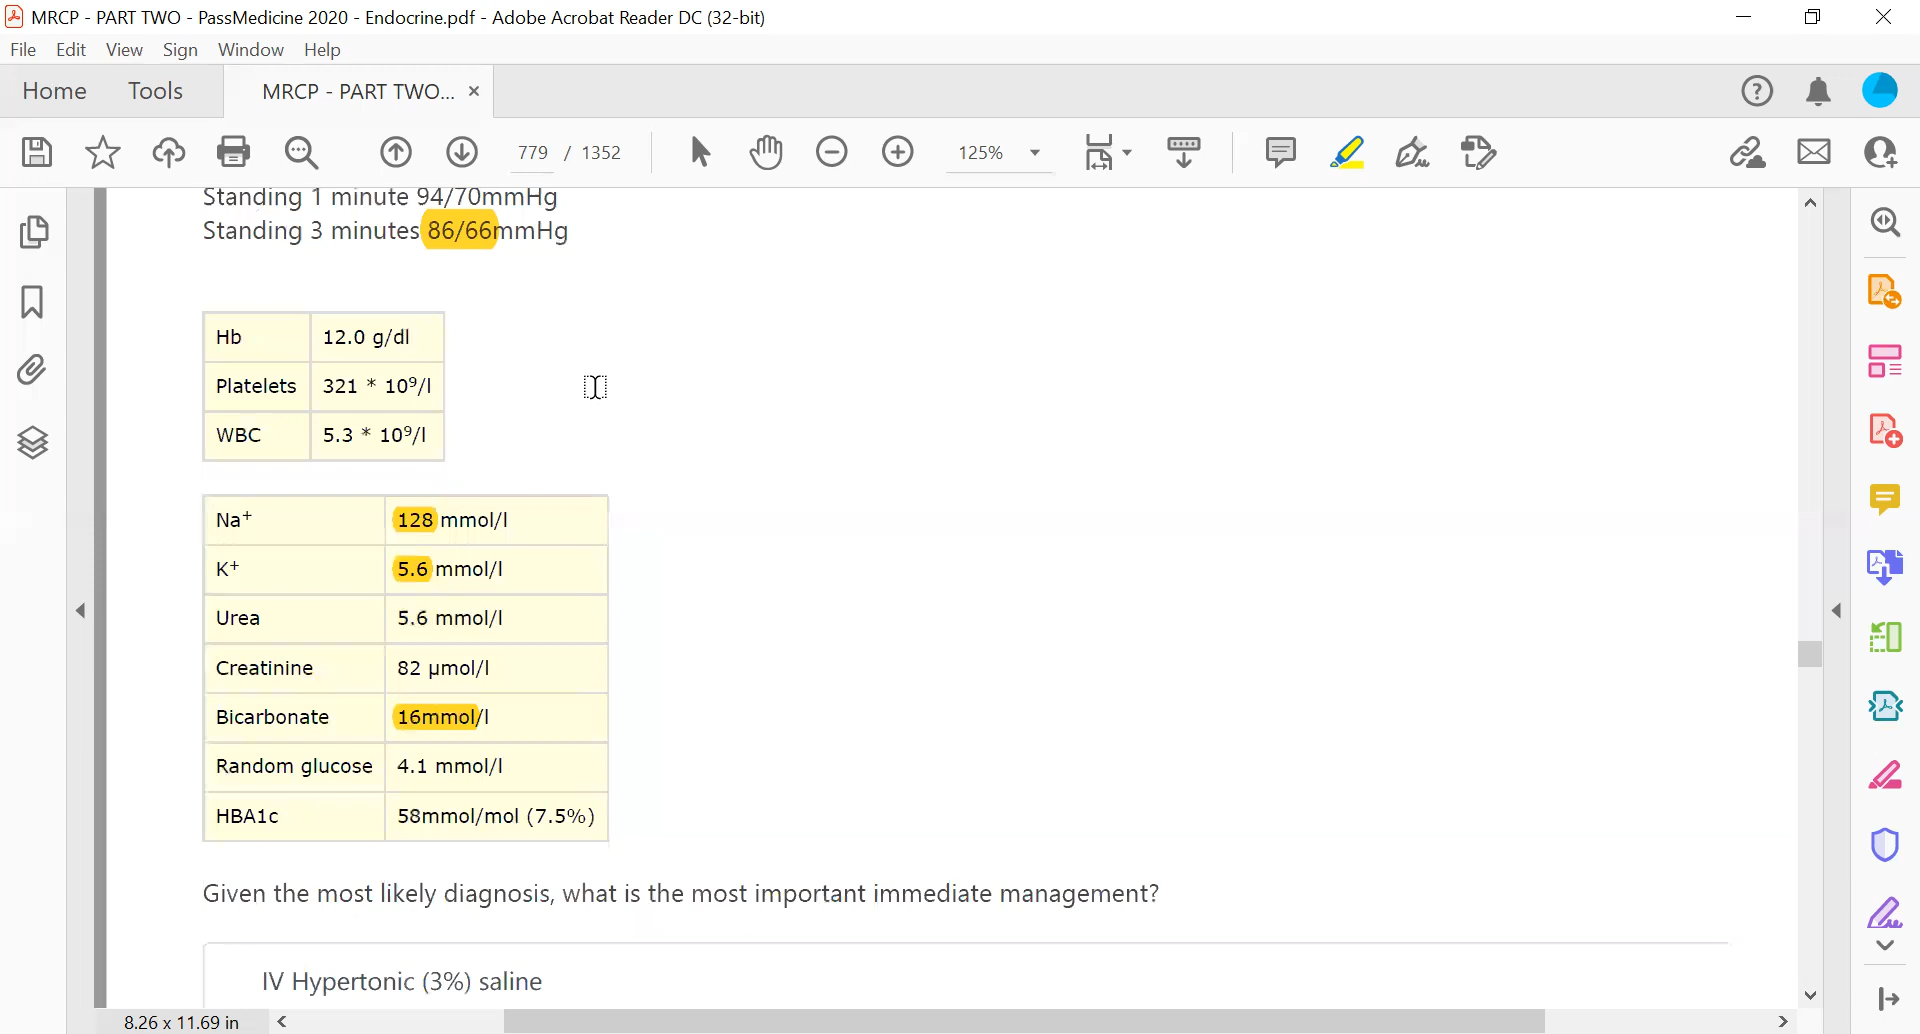 MRCP - PART TWO - PassMedicine 2020 - Endocrine.pdf - Adobe Acrobat Reader DC (32-bit)
File Edit View Sign Window Help
Home Tools MRCP - PART TWO... ×
779 / 1352 125%
Standing 1 minute 94/70mmHg
Standing 3 minutes 86/66mmHg
Hb 12.0 g/dl
Platelets 321 * 10⁹/l
WBC 5.3 * 10⁹/l
Na⁺ 128 mmol/l
K⁺ 5.6 mmol/l
Urea 5.6 mmol/l
Creatinine 82 µmol/l
Bicarbonate 16mmol/l
Random glucose 4.1 mmol/l
HBA1c 58mmol/mol (7.5%)
Given the most likely diagnosis, what is the most important immediate management?
IV Hypertonic (3%) saline
8.26 x 11.69 in